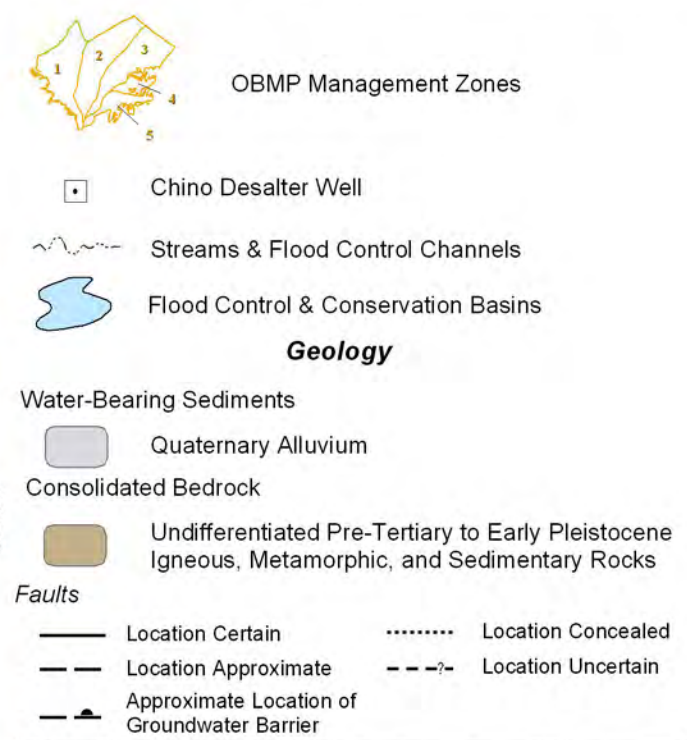 1
2
3
4
5
OBMP Management Zones
Chino Desalter Well
Streams & Flood Control Channels
Flood Control & Conservation Basins
Geology
Water-Bearing Sediments
Quaternary Alluvium
Consolidated Bedrock
Undifferentiated Pre-Tertiary to Early Pleistocene
Igneous, Metamorphic, and Sedimentary Rocks
Faults
Location Certain
Location Concealed
Location Approximate
?
Location Uncertain
Approximate Location of
Groundwater Barrier